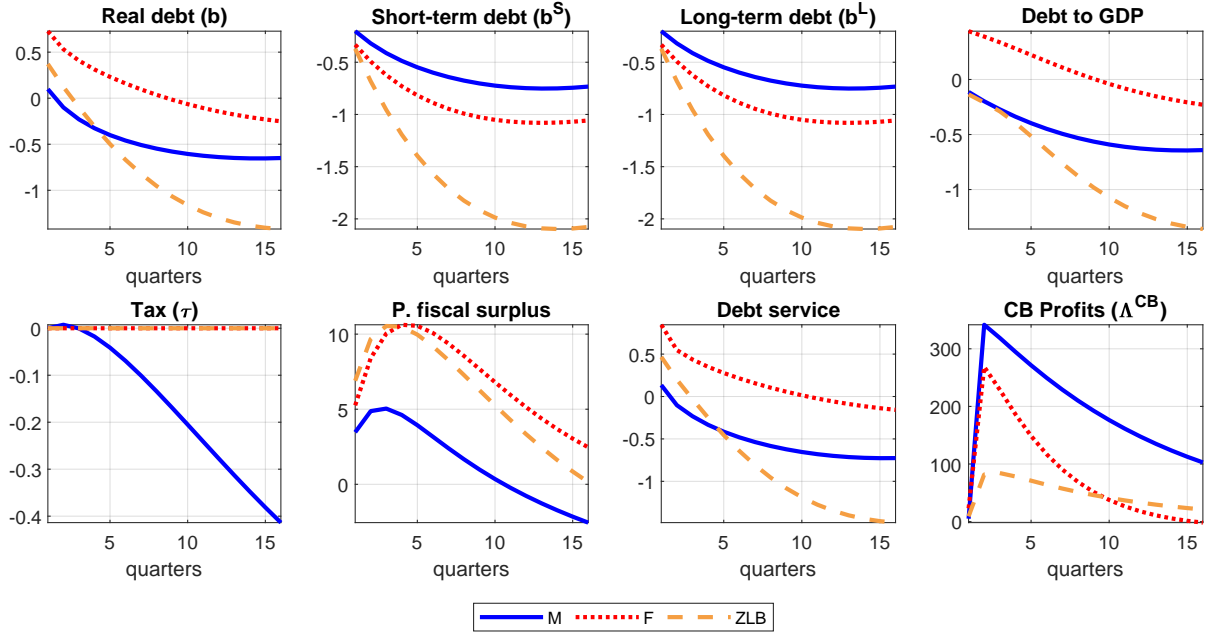 Real debt (b)
0.5
0
-0.5
-1
5 10 15
quarters
Short-term debt (b^S)
-0.5
-1
-1.5
-2
5 10 15
quarters
Long-term debt (b^L)
-0.5
-1
-1.5
-2
5 10 15
quarters
Debt to GDP
0
-0.5
-1
5 10 15
quarters
Tax (τ)
0
-0.1
-0.2
-0.3
-0.4
5 10 15
quarters
P. fiscal surplus
10
5
0
5 10 15
quarters
Debt service
0.5
0
-0.5
-1
5 10 15
quarters
CB Profits (Λ^CB)
300
200
100
0
5 10 15
quarters
M F ZLB